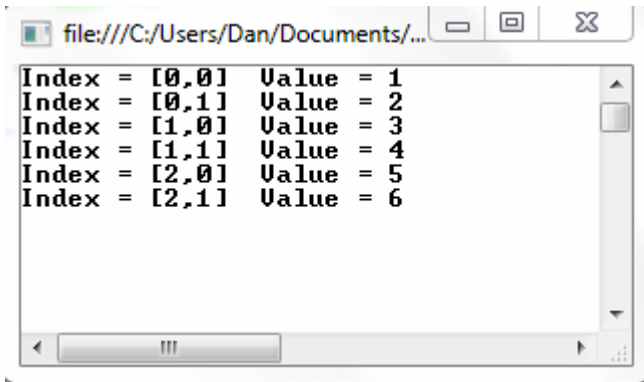 file:///C:/Users/Dan/Documents/...
Index = [0,0]  Value = 1
Index = [0,1]  Value = 2
Index = [1,0]  Value = 3
Index = [1,1]  Value = 4
Index = [2,0]  Value = 5
Index = [2,1]  Value = 6